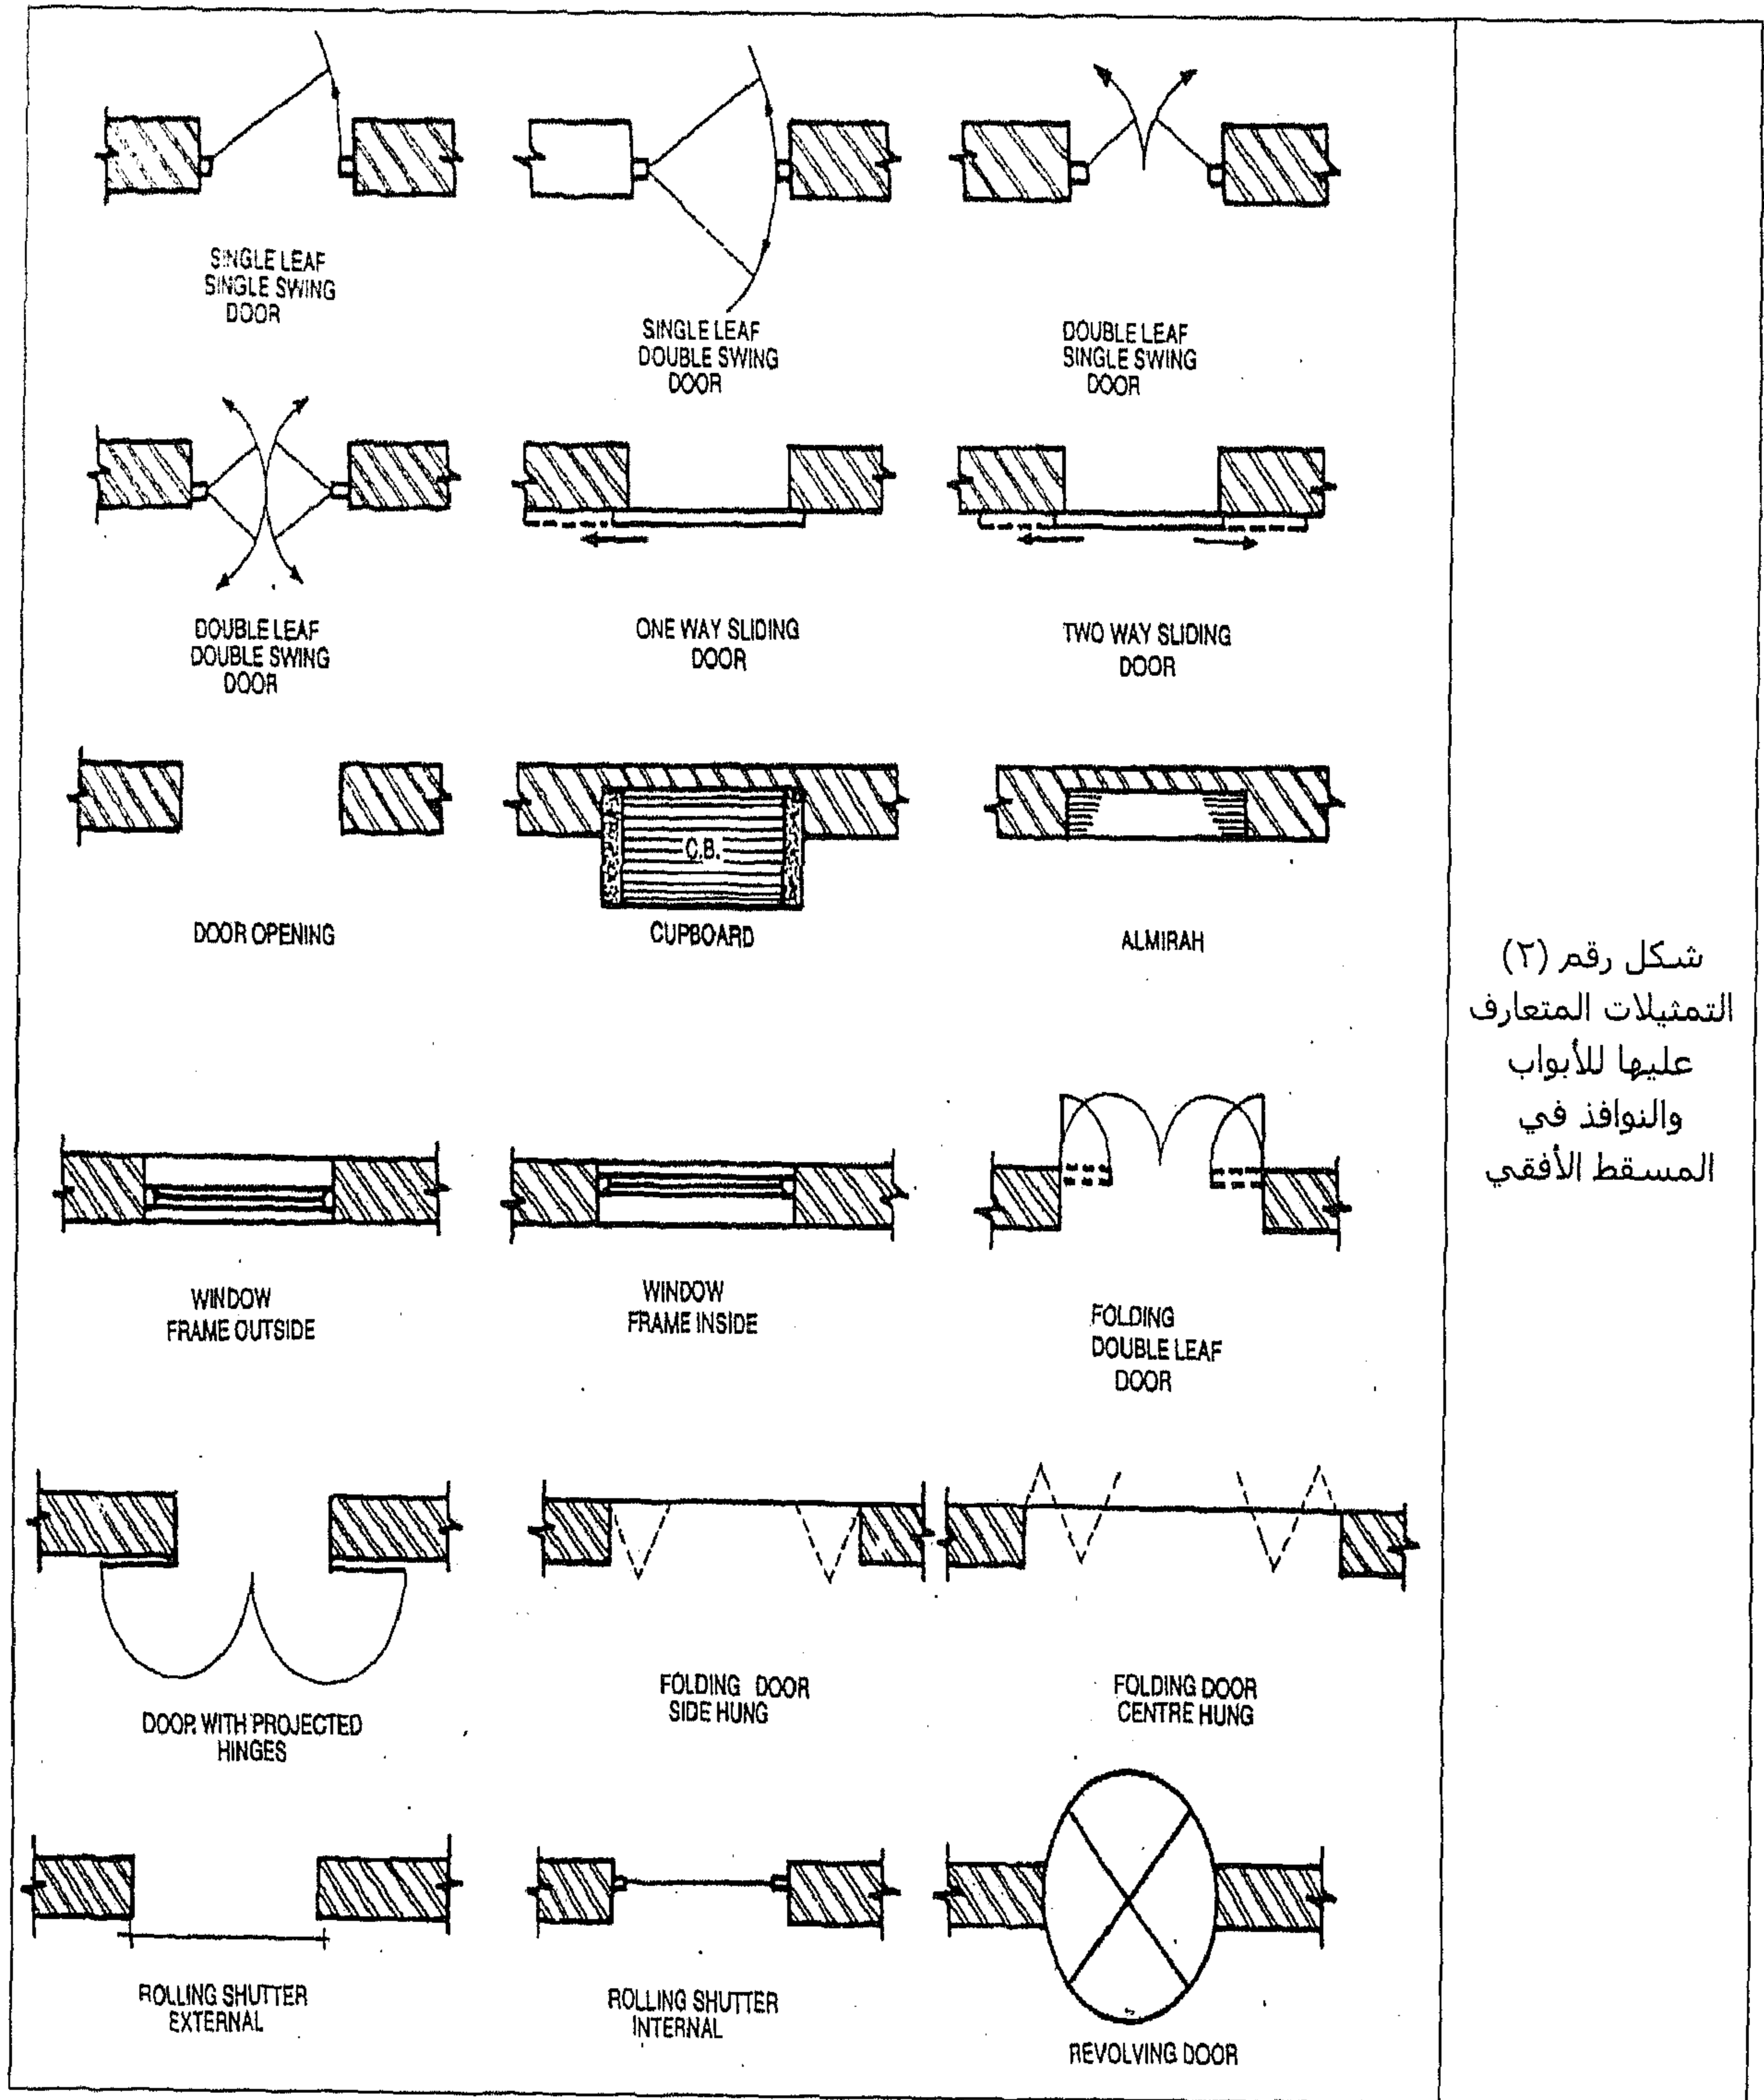 SINGLE LEAF
SINGLE SWING
DOOR
SINGLE LEAF
DOUBLE SWING
DOOR
DOUBLE LEAF
SINGLE SWING
DOOR
DOUBLE LEAF
DOUBLE SWING
DOOR
ONE WAY SLIDING
DOOR
TWO WAY SLIDING
DOOR
DOOR OPENING
C.B.
CUPBOARD
ALMIRAH
WINDOW
FRAME OUTSIDE
WINDOW
FRAME INSIDE
FOLDING
DOUBLE LEAF
DOOR
DOOR WITH PROJECTED
HINGES
FOLDING DOOR
SIDE HUNG
FOLDING DOOR
CENTRE HUNG
ROLLING SHUTTER
EXTERNAL
ROLLING SHUTTER
INTERNAL
REVOLVING DOOR
شكل رقم (٢)
التمثيلات المتعارف
عليها للأبواب
والنوافذ في
المسقط الأفقي